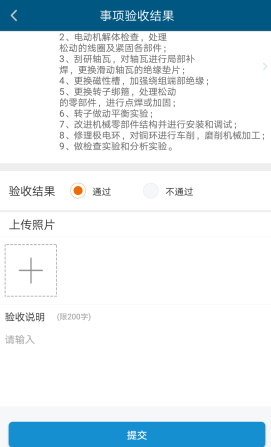 事项验收结果
2、电动机解体检查，处理
松动的线圈及紧固各部件；
3、刮研轴瓦，对轴瓦进行局部补
焊，更换滑动轴瓦的绝缘垫片；
4、更换磁性槽，加强绕组端部绝缘；
5、更换转子绑箍，处理松动
的零部件，进行点焊或加固；
6、转子做动平衡实验；
7、改进机械零部件结构并进行安装和调试；
8、修理极电环，对铜环进行车削，磨削机械加工；
9、做检查实验和分析实验。
验收结果 通过 不通过
上传照片
验收说明 (限200字)
请输入
提交